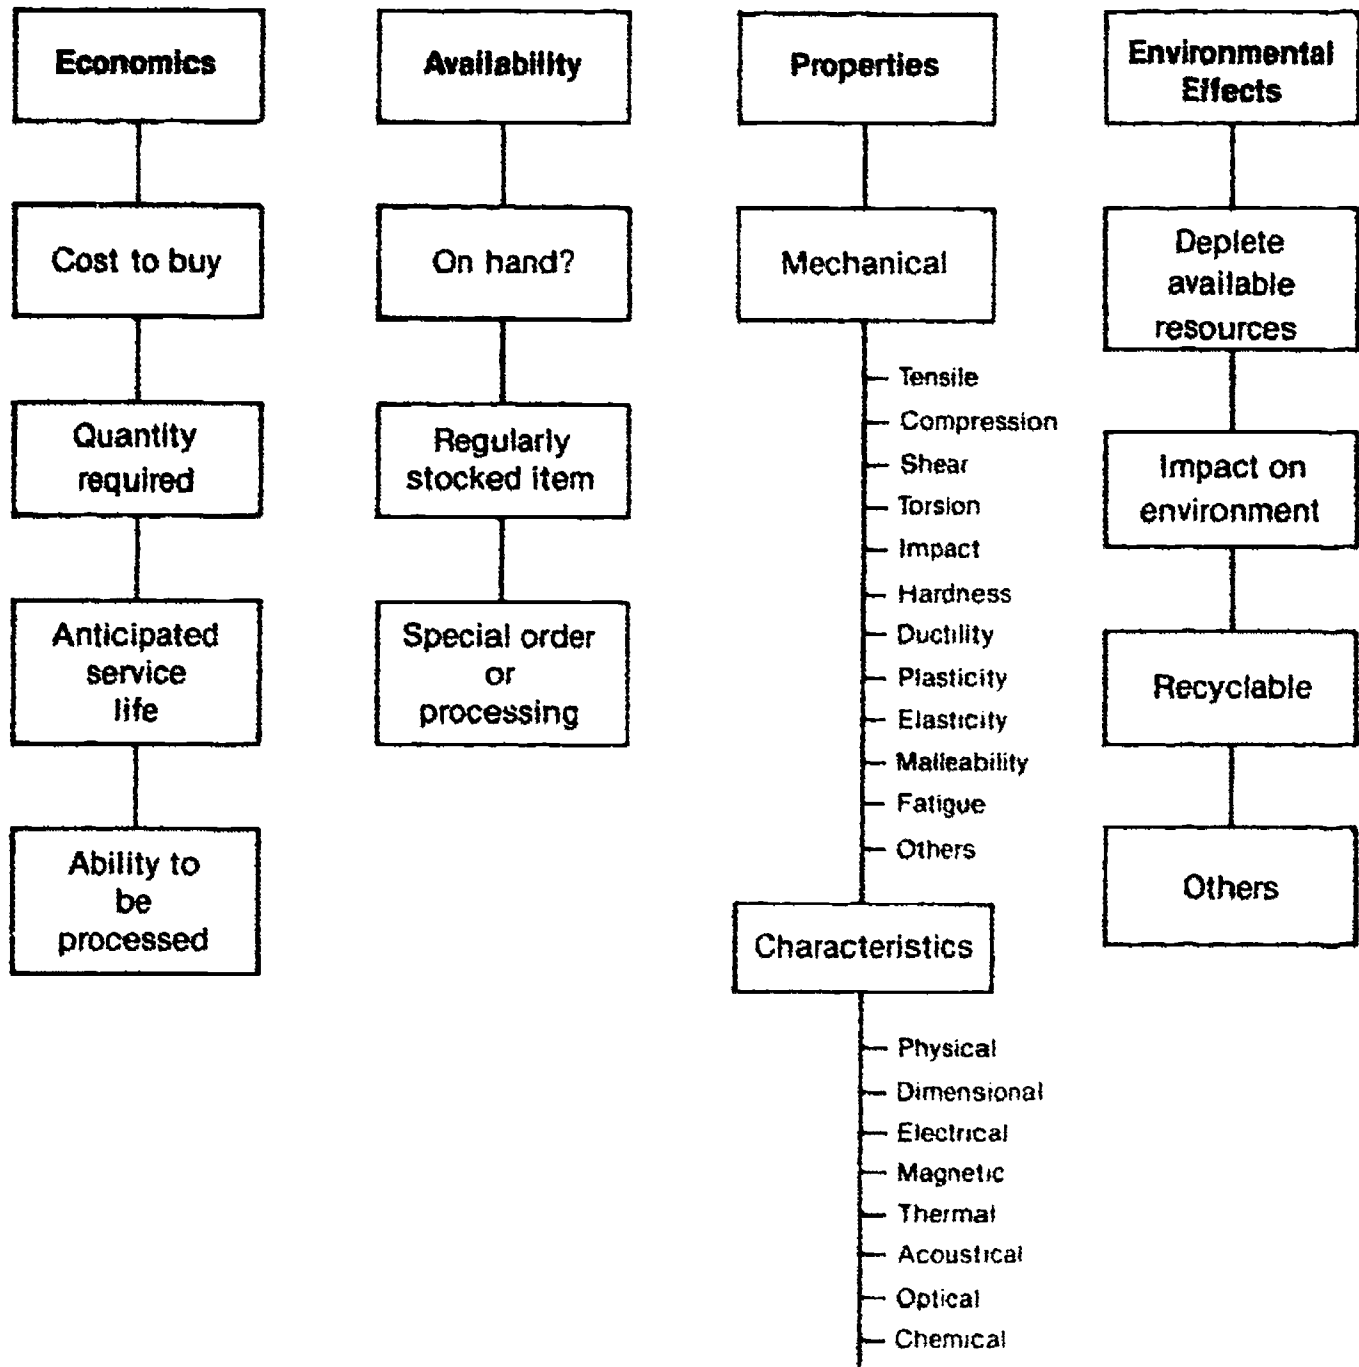 Economics
Cost to buy
Quantity
required
Anticipated
service
life
Ability to
be
processed
Availability
On hand?
Regularly
stocked item
Special order
or
processing
Properties
Mechanical
Tensile
Compression
Shear
Torsion
Impact
Hardness
Ductility
Plasticity
Elasticity
Malleability
Fatigue
Others
Characteristics
Physical
Dimensional
Electrical
Magnetic
Thermal
Acoustical
Optical
Chemical
Environmental
Effects
Deplete
available
resources
Impact on
environment
Recyclable
Others